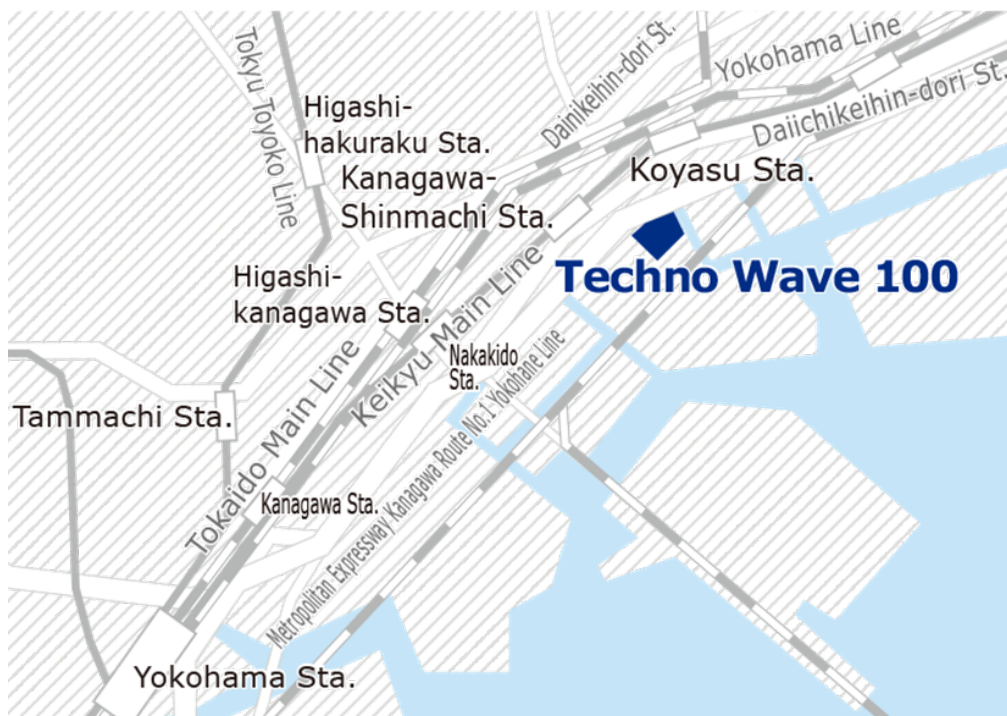 Tokyu Toyoko Line
Dainikeihin-dori St.
Yokohama Line
Daiichikeihin-dori St.
Higashi-
hakuraku Sta.
Koyasu Sta.
Kanagawa-
Shinmachi Sta.
Techno Wave 100
Higashi-
kanagawa Sta.
Keikyu Main Line
Nakakido
Sta.
Tammachi Sta.
Tokaido Main Line
Metropolitan Expressway Kanagawa Route No.1 Yokohane Line
Kanagawa Sta.
Yokohama Sta.